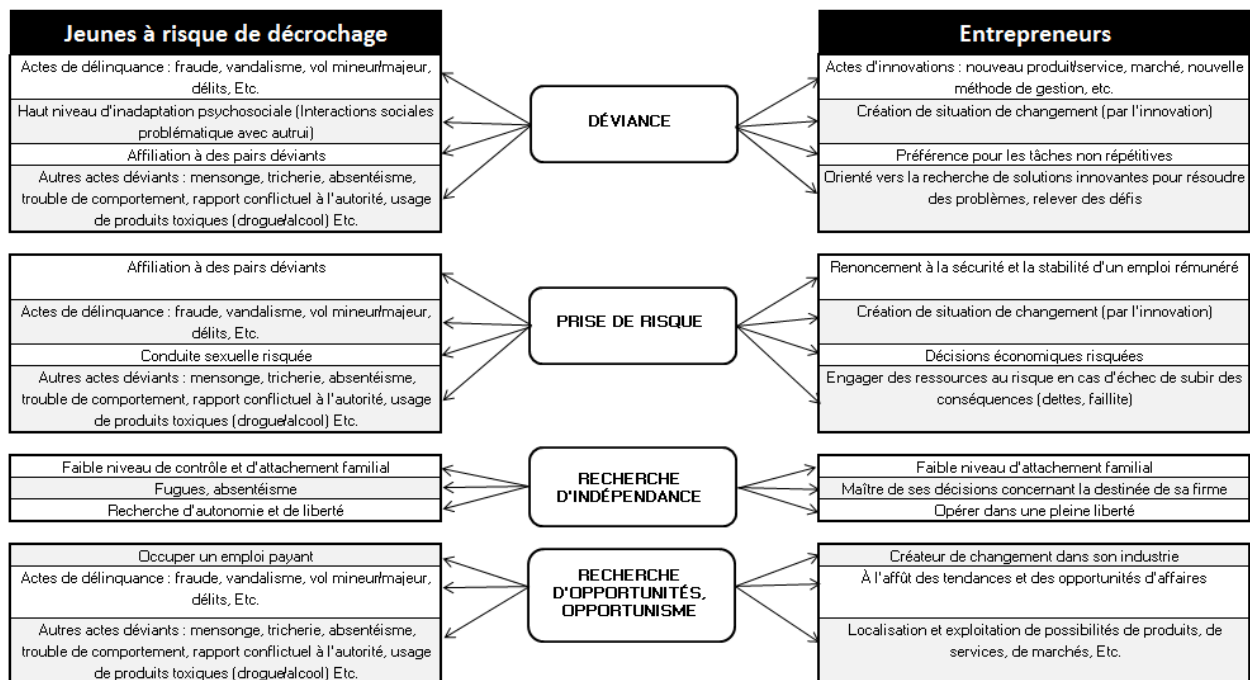 Jeunes à risque de décrochage
Entrepreneurs
Actes de délinquance : fraude, vandalisme, vol mineur/majeur,
délits, Etc.
Haut niveau d'inadaptation psychosociale (Interactions sociales
problématique avec autrui)
Affiliation à des pairs déviants
Autres actes déviants : mensonge, tricherie, absentéisme,
trouble de comportement, rapport conflictuel à l'autorité, usage
de produits toxiques (drogue/alcool) Etc.
DÉVIANCE
Actes d'innovations : nouveau produit/service, marché, nouvelle
méthode de gestion, etc.
Création de situation de changement (par l'innovation)
Préférence pour les tâches non répétitives
Orienté vers la recherche de solutions innovantes pour résoudre
des problèmes, relever des défis
Affiliation à des pairs déviants
Actes de délinquance : fraude, vandalisme, vol mineur/majeur,
délits, Etc.
Conduite sexuelle risquée
Autres actes déviants : mensonge, tricherie, absentéisme,
trouble de comportement, rapport conflictuel à l'autorité, usage
de produits toxiques (drogue/alcool) Etc.
PRISE DE RISQUE
Renoncement à la sécurité et la stabilité d'un emploi rémunéré
Création de situation de changement (par l'innovation)
Décisions économiques risquées
Engager des ressources au risque en cas d'échec de subir des
conséquences (dettes, faillite)
Faible niveau de contrôle et d'attachement familial
Fugues, absentéisme
Recherche d'autonomie et de liberté
RECHERCHE
D'INDÉPENDANCE
Faible niveau d'attachement familial
Maître de ses décisions concernant la destinée de sa firme
Opérer dans une pleine liberté
Occuper un emploi payant
Actes de délinquance : fraude, vandalisme, vol mineur/majeur,
délits, Etc.
Autres actes déviants : mensonge, tricherie, absentéisme,
trouble de comportement, rapport conflictuel à l'autorité, usage
de produits toxiques (drogue/alcool) Etc.
RECHERCHE
D'OPPORTUNITÉS,
OPPORTUNISME
Créateur de changement dans son industrie
À l'affût des tendances et des opportunités d'affaires
Localisation et exploitation de possibilités de produits, de
services, de marchés, Etc.